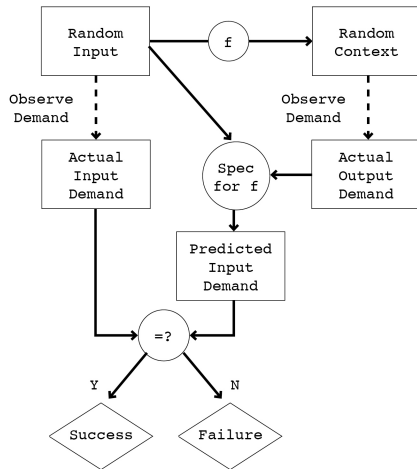 Random
Input
f
Random
Context
Observe
Demand
Observe
Demand
Actual
Input
Demand
Spec
for f
Actual
Output
Demand
Predicted
Input
Demand
=?
Y
N
Success
Failure